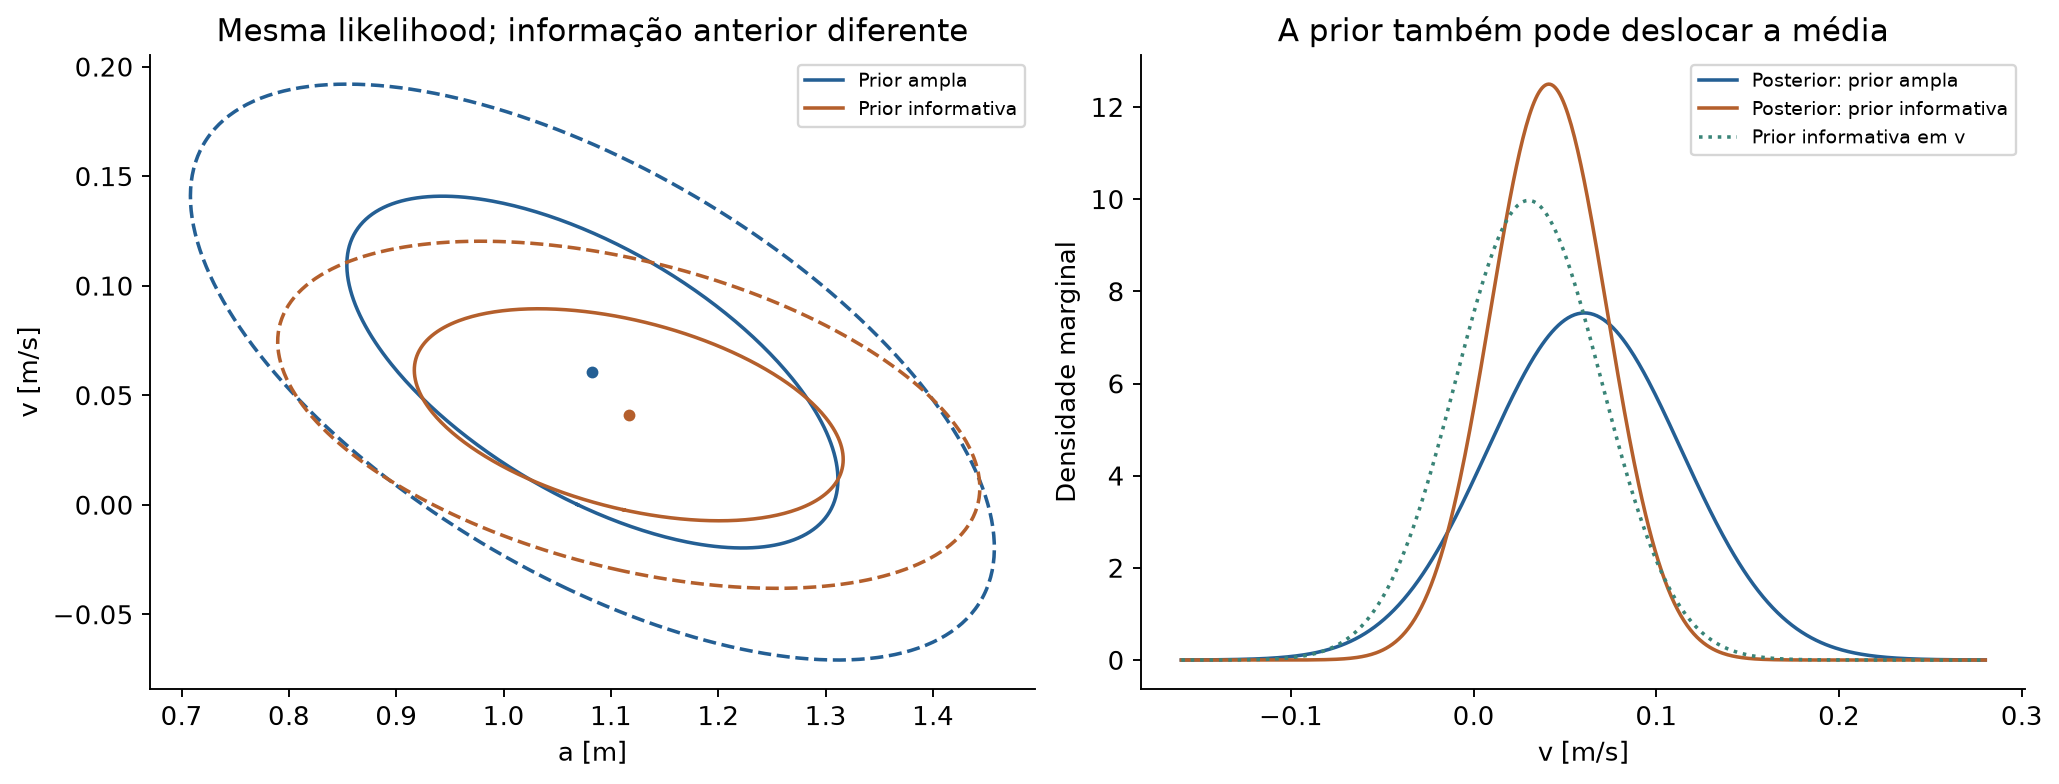 Mesma likelihood; informação anterior diferente
Prior ampla
Prior informativa
0.20
0.15
0.10
0.05
0.00
−0.05
v [m/s]
0.7
0.8
0.9
1.0
1.1
1.2
1.3
1.4
a [m]
A prior também pode deslocar a média
Posterior: prior ampla
Posterior: prior informativa
Prior informativa em v
12
10
8
6
4
2
0
Densidade marginal
−0.1
0.0
0.1
0.2
0.3
v [m/s]